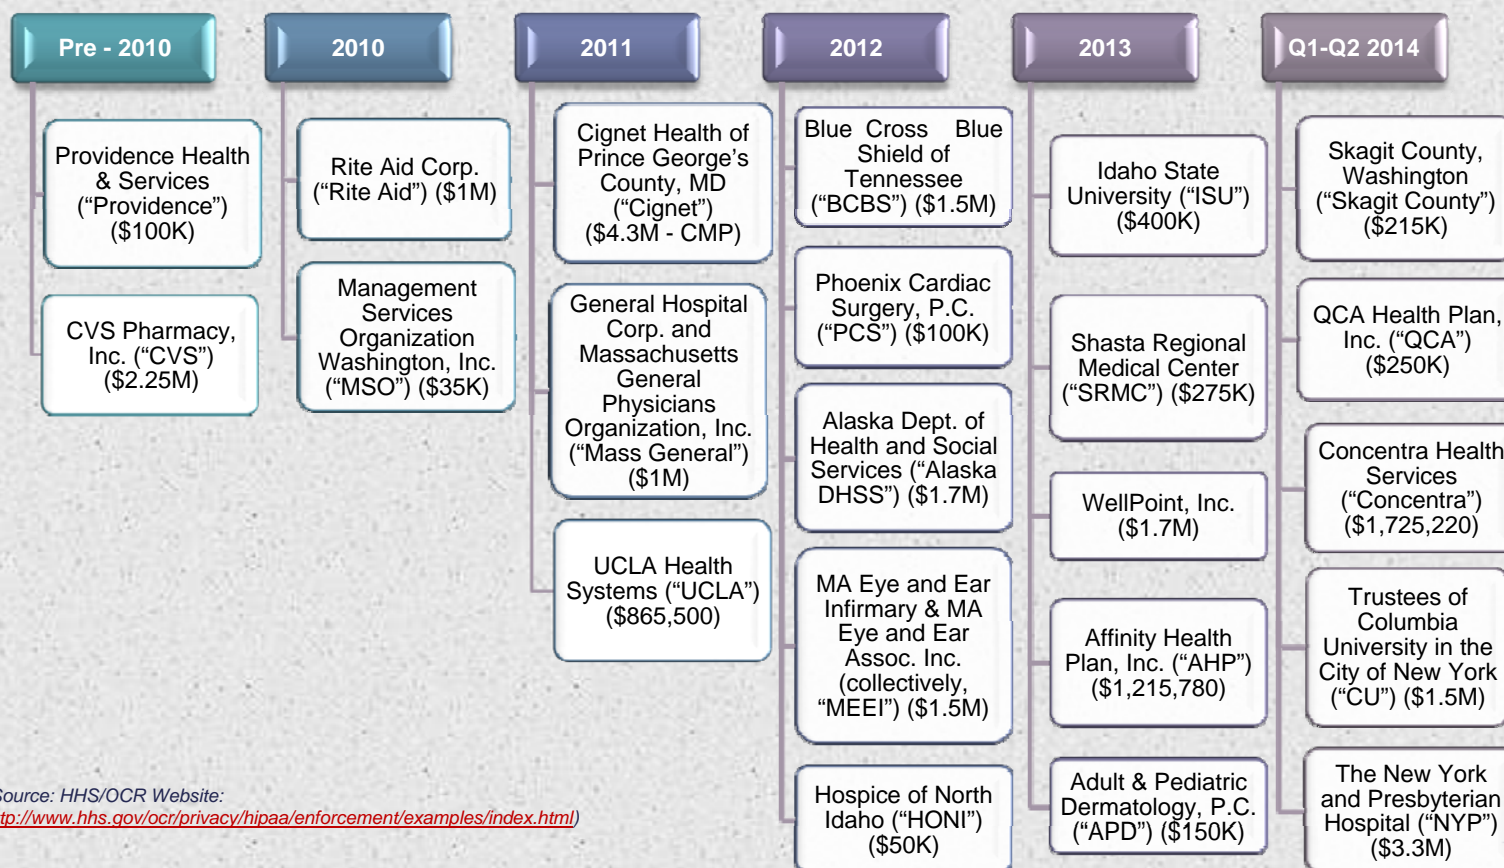 Pre - 2010
Providence Health
& Services
(“Providence”)
($100K)
CVS Pharmacy,
Inc. (“CVS”)
($2.25M)
2010
Rite Aid Corp.
(“Rite Aid”) ($1M)
Management
Services
Organization
Washington, Inc.
(“MSO”) ($35K)
2011
Cignet Health of
Prince George’s
County, MD
(“Cignet”)
($4.3M - CMP)
General Hospital
Corp. and
Massachusetts
General
Physicians
Organization, Inc.
(“Mass General”)
($1M)
UCLA Health
Systems (“UCLA”)
($865,500)
2012
Blue Cross Blue
Shield of
Tennessee
(“BCBS”) ($1.5M)
Phoenix Cardiac
Surgery, P.C.
(“PCS”) ($100K)
Alaska Dept. of
Health and Social
Services (“Alaska
DHSS”) ($1.7M)
MA Eye and Ear
Infirmary & MA
Eye and Ear
Assoc. Inc.
(collectively,
“MEEI”) ($1.5M)
Hospice of North
Idaho (“HONI”)
($50K)
2013
Idaho State
University (“ISU”)
($400K)
Shasta Regional
Medical Center
(“SRMC”) ($275K)
WellPoint, Inc.
($1.7M)
Affinity Health
Plan, Inc. (“AHP”)
($1,215,780)
Adult & Pediatric
Dermatology, P.C.
(“APD”) ($150K)
Q1-Q2 2014
Skagit County,
Washington
(“Skagit County”)
($215K)
QCA Health Plan,
Inc. (“QCA”)
($250K)
Concentra Health
Services
(“Concentra”)
($1,725,220)
Trustees of
Columbia
University in the
City of New York
(“CU”) ($1.5M)
The New York
and Presbyterian
Hospital (“NYP”)
($3.3M)
Source: HHS/OCR Website:
tp://www.hhs.gov/ocr/privacy/hipaa/enforcement/examples/index.html)